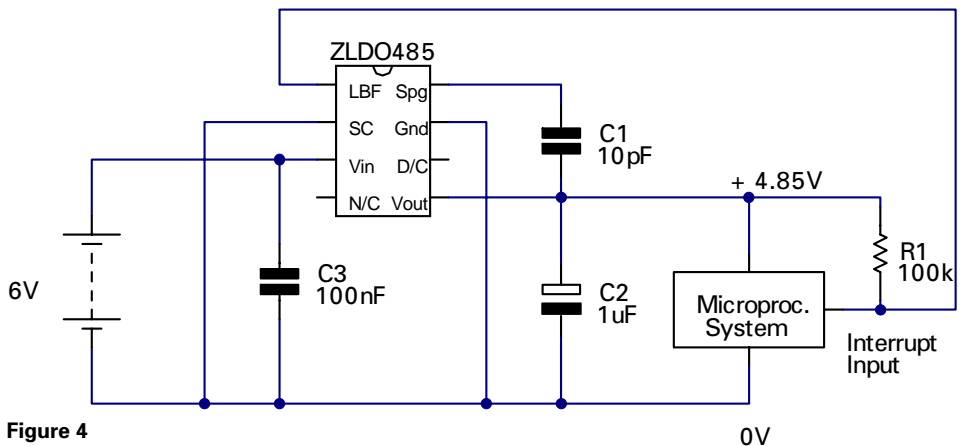 ZLDO485
LBF Spg
SC Gnd
Vin D/C
N/C Vout
C1
10pF
+ 4.85V
R1
100k
6V
C3
100nF
C2
1uF
Microproc.
System
Interrupt
Input
Figure 4
0V